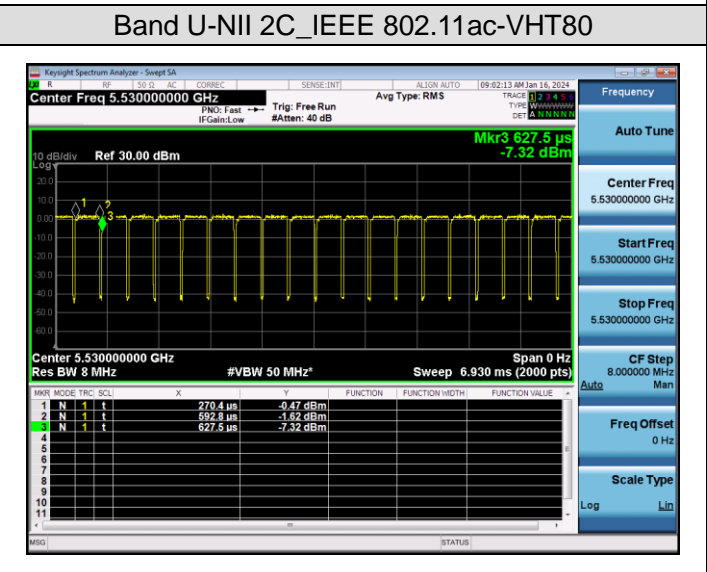 Band U-NII 2C_IEEE 802.11ac-VHT80
Keysight Spectrum Analyzer - Swept SA
R RF 50 Ω AC CORREC SENSE:INT ALIGN AUTO 09:02:13 AM Jan 16, 2024
Center Freq 5.530000000 GHz
PNO: Fast
IFGain:Low
Trig: Free Run
#Atten: 40 dB
Avg Type: RMS
TRACE 1 2 3 4 5 6
TYPE WWWWWW
DET A N N N N N
Mkr3 627.5 µs
-7.32 dBm
10 dB/div Ref 30.00 dBm
Log
20.0
10.0
0.00
-10.0
-20.0
-30.0
-40.0
-50.0
-60.0
1
2
3
Center 5.530000000 GHz Span 0 Hz
Res BW 8 MHz #VBW 50 MHz* Sweep 6.930 ms (2000 pts)
MKR MODE TRC SCL X Y FUNCTION FUNCTION WIDTH FUNCTION VALUE
1 N 1 t 270.4 µs -0.47 dBm
2 N 1 t 592.8 µs -1.62 dBm
3 N 1 t 627.5 µs -7.32 dBm
4
5
6
7
8
9
10
11
MSG STATUS
Frequency
Auto Tune
Center Freq
5.530000000 GHz
Start Freq
5.530000000 GHz
Stop Freq
5.530000000 GHz
CF Step
8.000000 MHz
Auto Man
Freq Offset
0 Hz
Scale Type
Log Lin